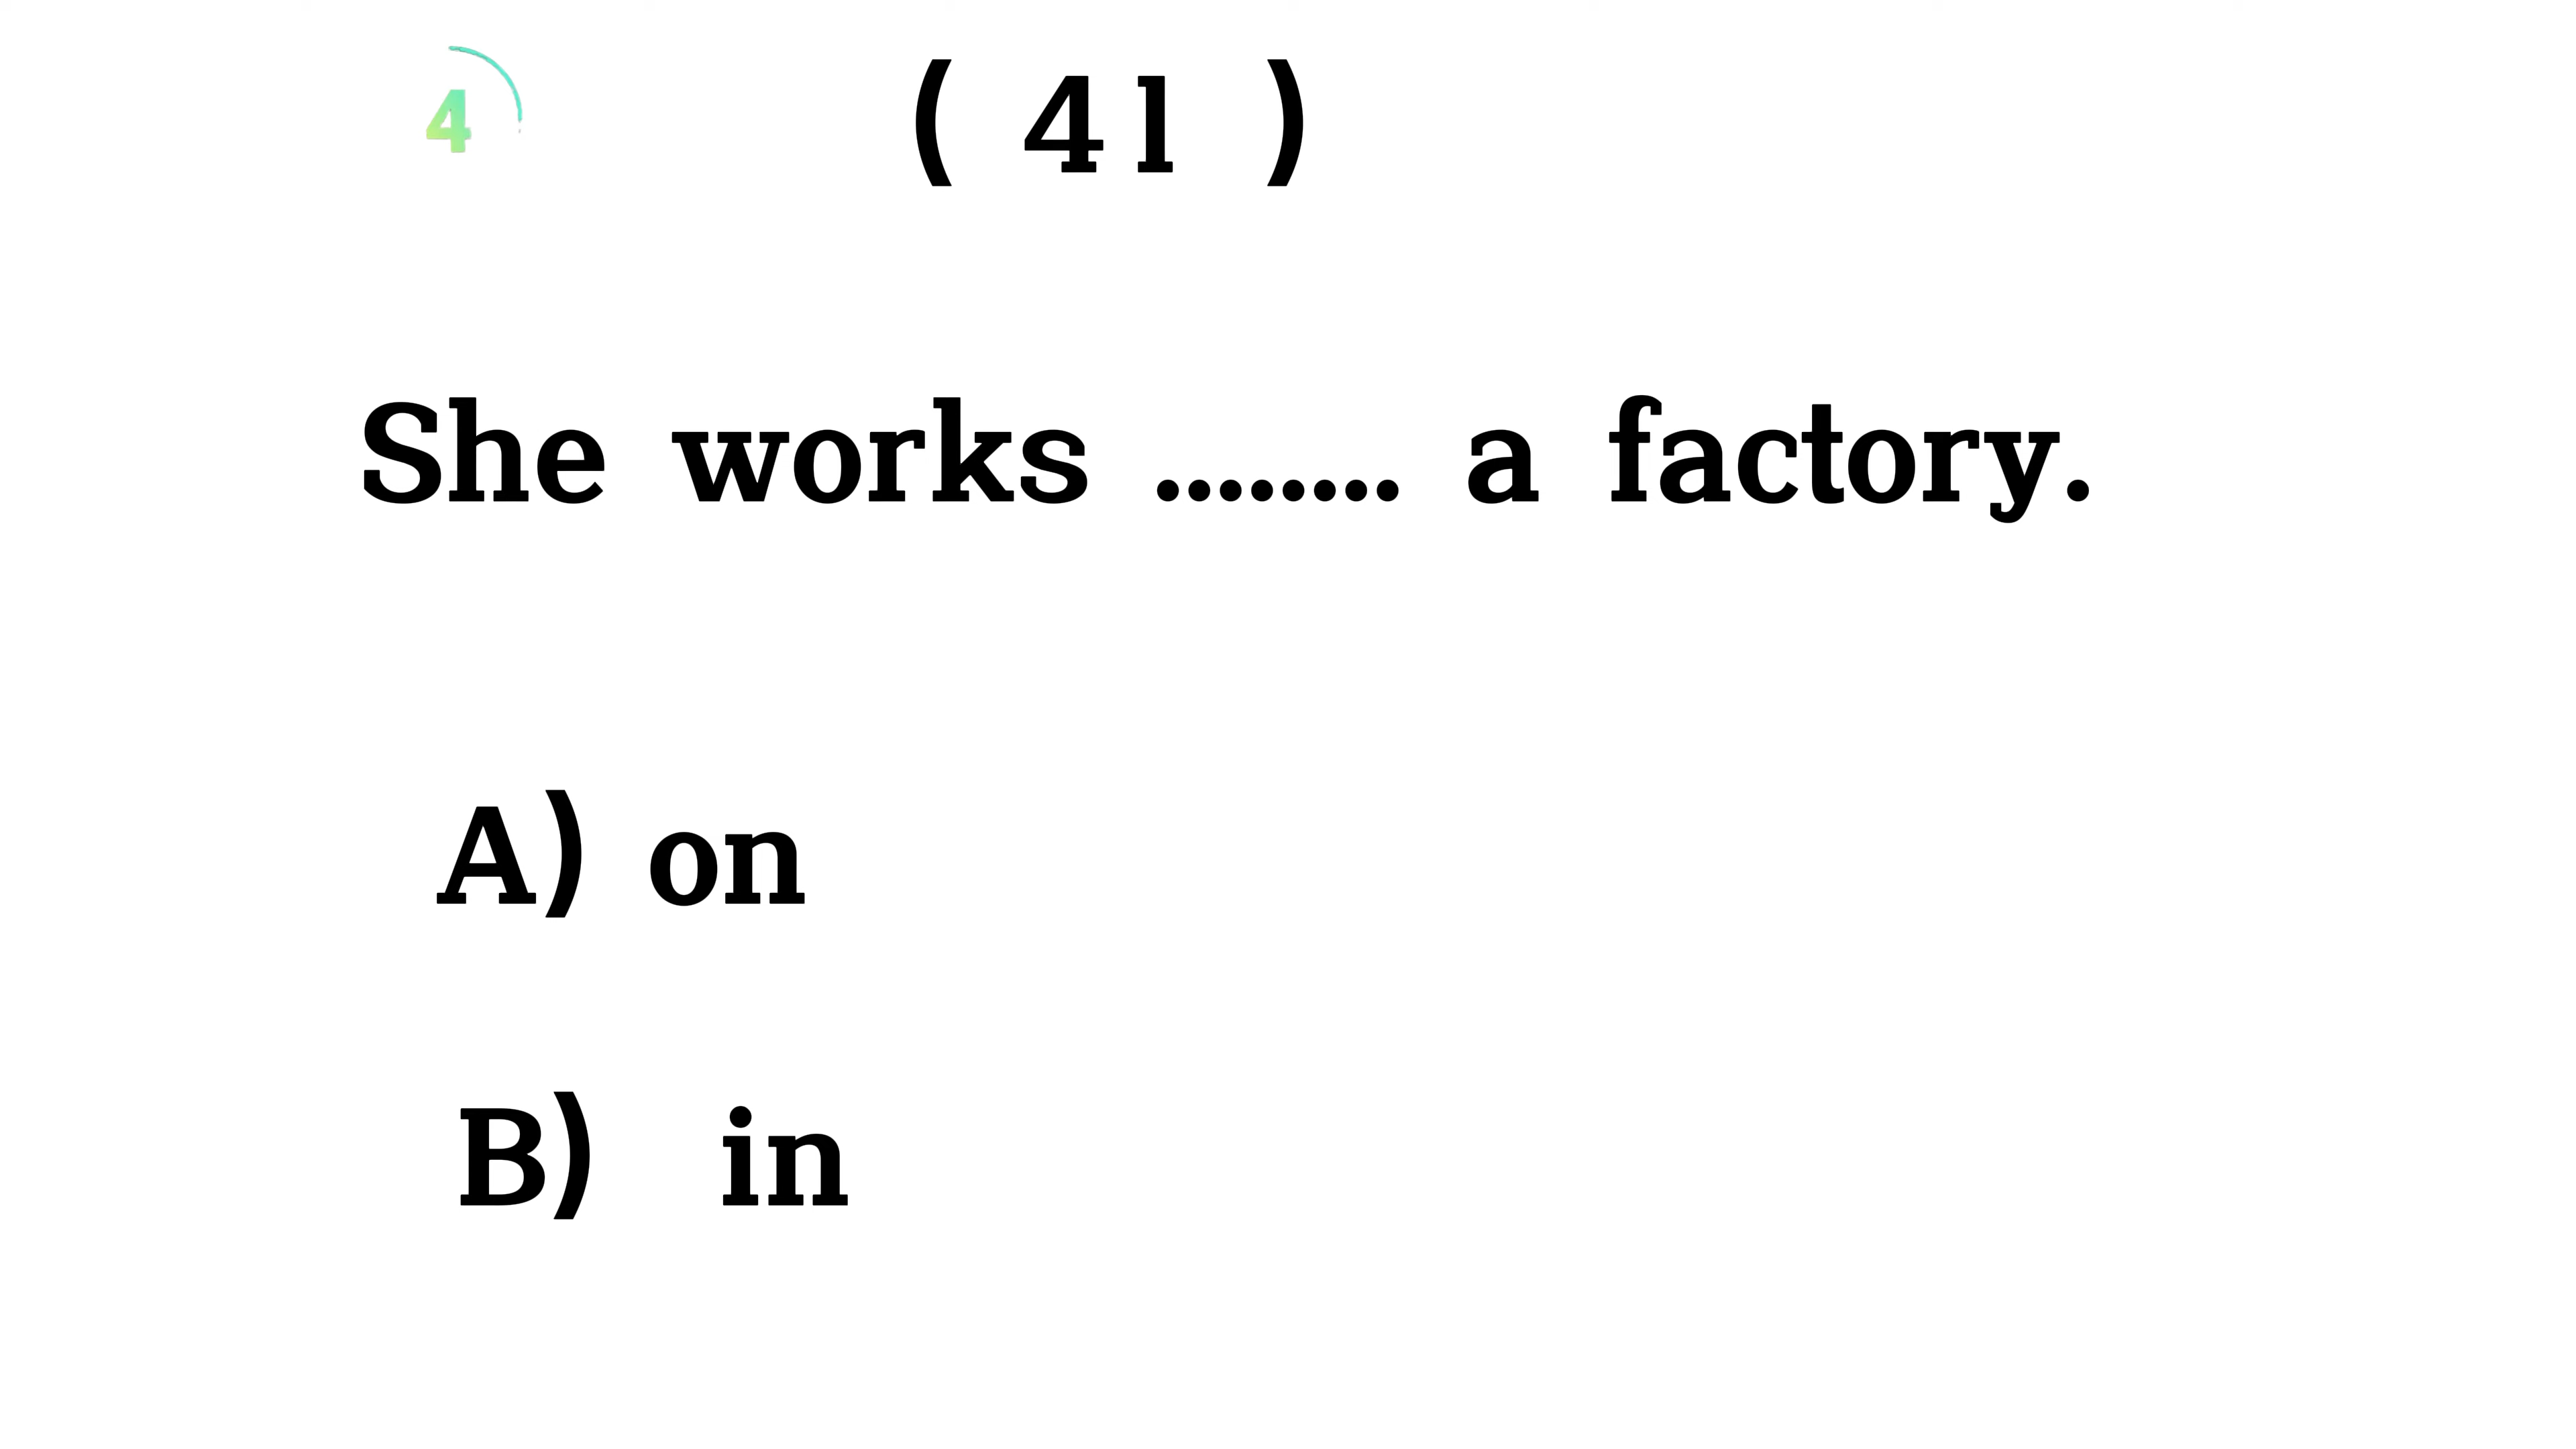 4
( 41 )
She works ........ a factory.
A) on
B) in